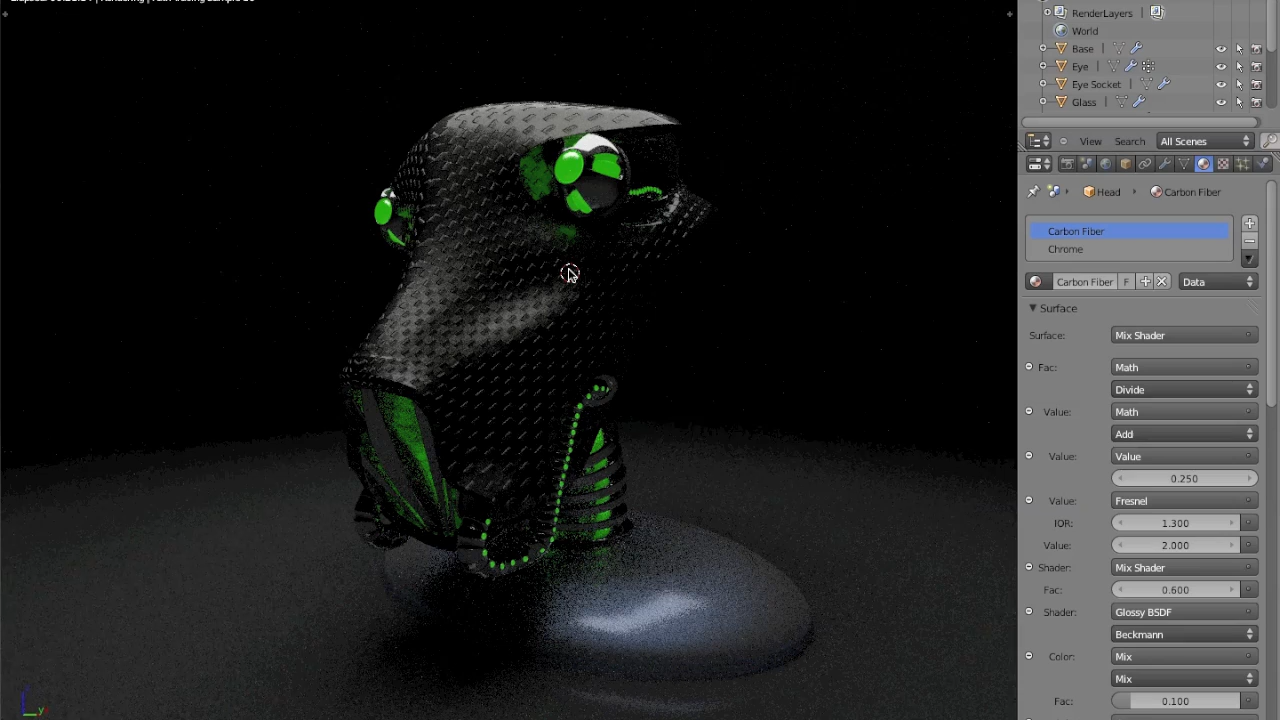 RenderLayers
World
Base
Eye
Eye Socket
Glass
View Search All Scenes
Head Carbon Fiber
Carbon Fiber
Chrome
Carbon Fiber F Data
Surface
Surface: Mix Shader
Fac: Math
Divide
Value: Math
Add
Value: Value
0.250
Value: Fresnel
IOR: 1.300
Value: 2.000
Shader: Mix Shader
Fac: 0.600
Shader: Glossy BSDF
Beckmann
Color: Mix
Mix
Fac: 0.100
y